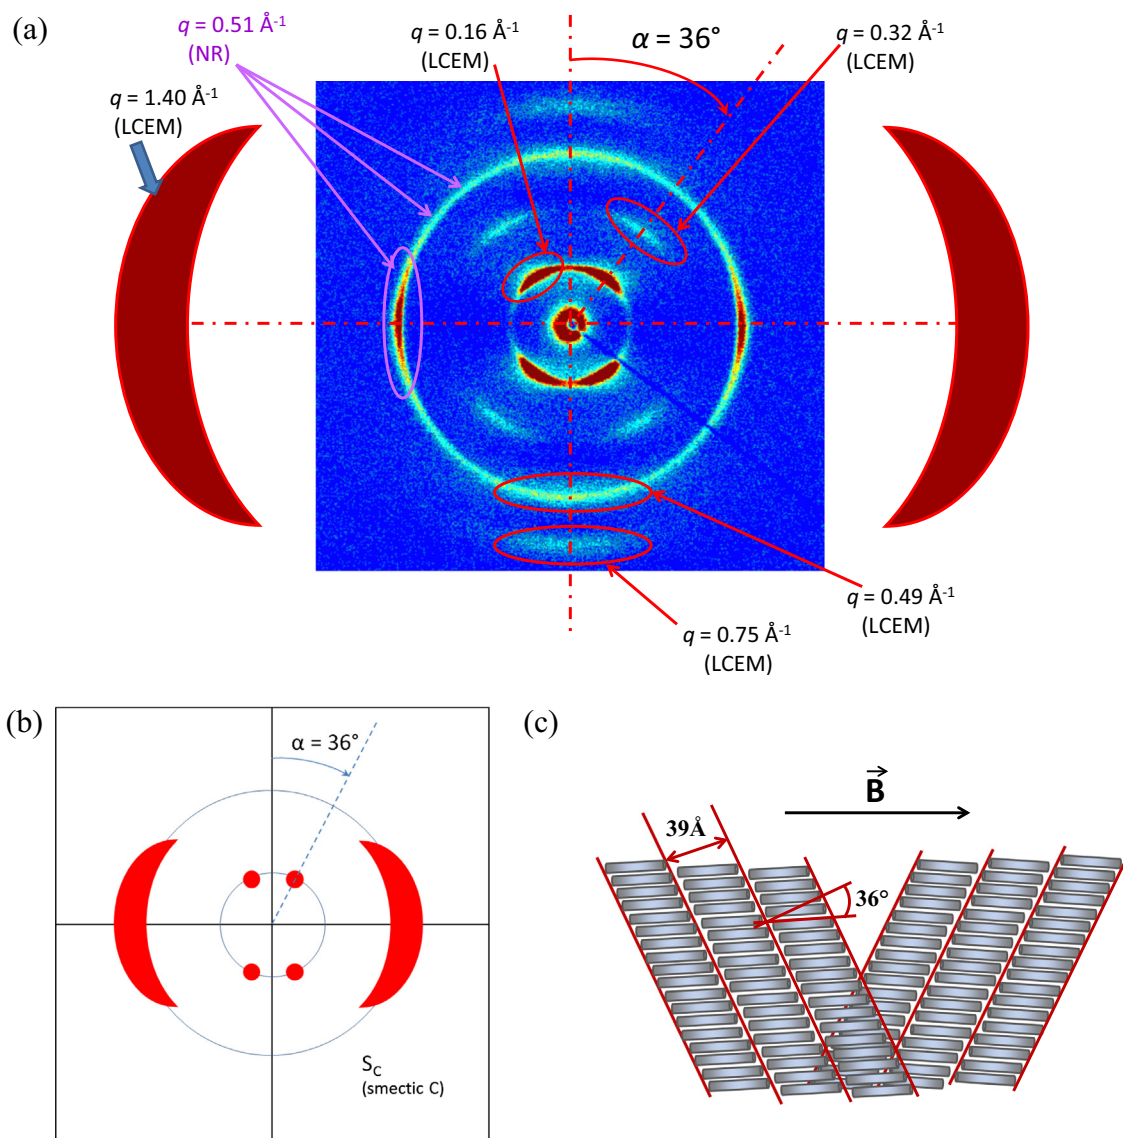 (a)
q = 0.51 Å-1
(NR)
q = 0.16 Å-1
(LCEM)
α = 36°
q = 0.32 Å-1
(LCEM)
q = 1.40 Å-1
(LCEM)
q = 0.49 Å-1
(LCEM)
q = 0.75 Å-1
(LCEM)
(b)
α = 36°
SC
(smectic C)
(c)
B
39Å
36°